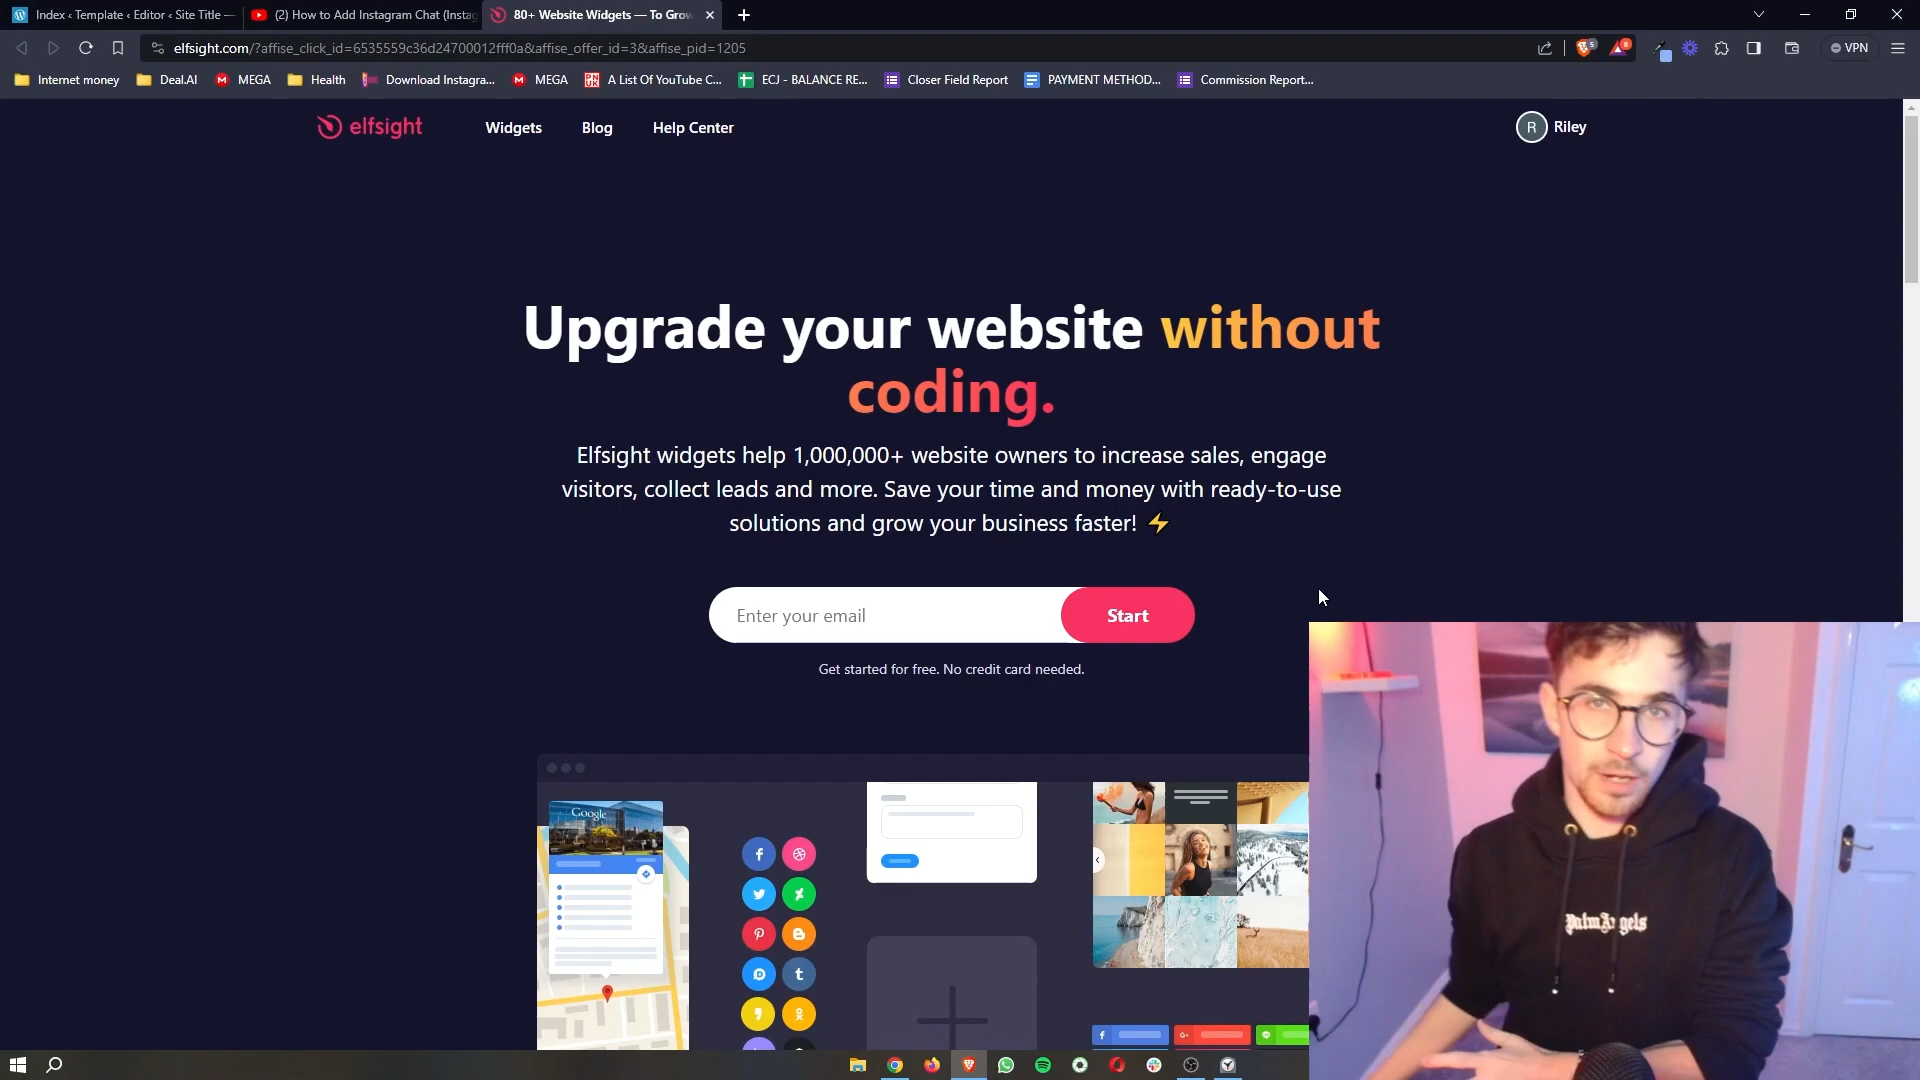 Index ‹ Template ‹ Editor ‹ Site Title —
(2) How to Add Instagram Chat (Instag
80+ Website Widgets — To Grow
elfsight.com/?affise_click_id=6535559c36d24700012fff0a&affise_offer_id=3&affise_pid=1205
VPN
Internet money
Deal.AI
MEGA
Health
Download Instagra...
MEGA
A List Of YouTube C...
ECJ - BALANCE RE...
Closer Field Report
PAYMENT METHOD...
Commission Report...
elfsight
Widgets
Blog
Help Center
R
Riley
Upgrade your website without
coding.
Elfsight widgets help 1,000,000+ website owners to increase sales, engage
visitors, collect leads and more. Save your time and money with ready-to-use
solutions and grow your business faster! ⚡
Enter your email
Start
Get started for free. No credit card needed.
Google
Palm Angels